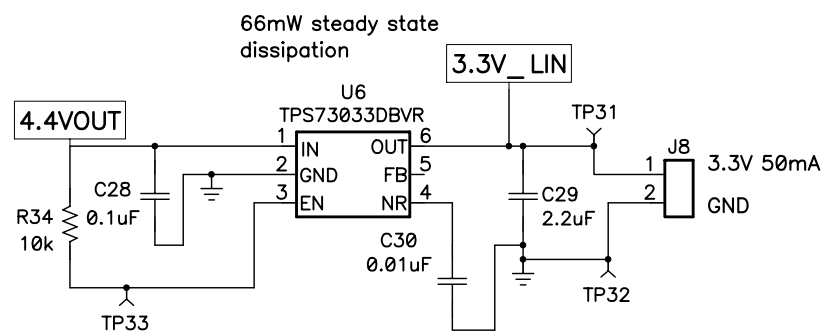 66mW steady state
dissipation
3.3V_LIN
U6
TPS73033DBVR
4.4VOUT
TP31
1 IN OUT 6
J8
2 GND FB 5
1 3.3V 50mA
C28
3 EN NR 4
C29
2
R34 0.1uF
2.2uF
GND
10k
C30
0.01uF
TP33
TP32